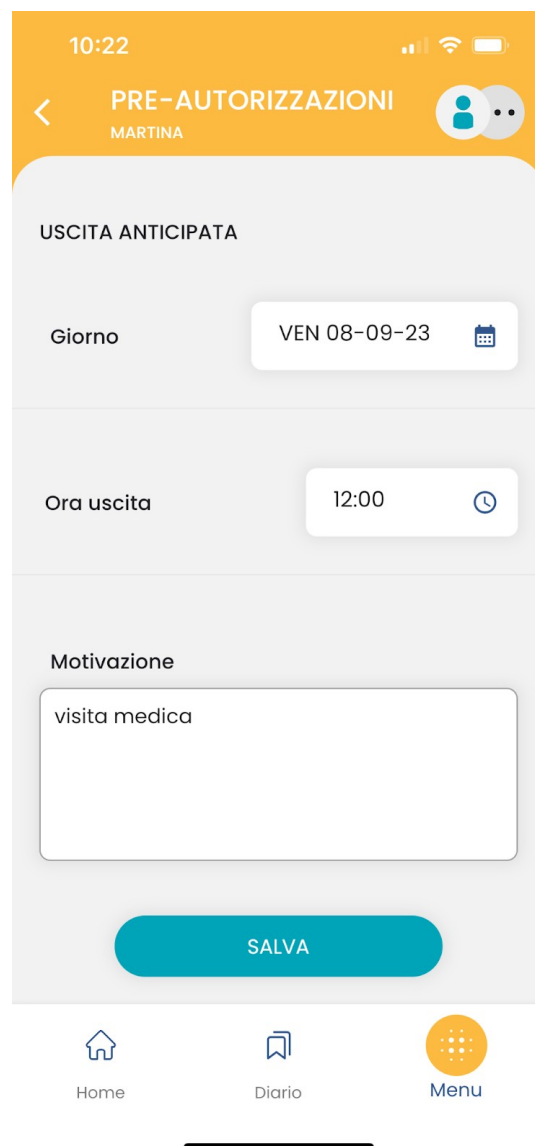 10:22
PRE-AUTORIZZAZIONI
MARTINA
USCITA ANTICIPATA
Giorno
VEN 08-09-23
Ora uscita
12:00
Motivazione
visita medica
SALVA
Home
Diario
Menu